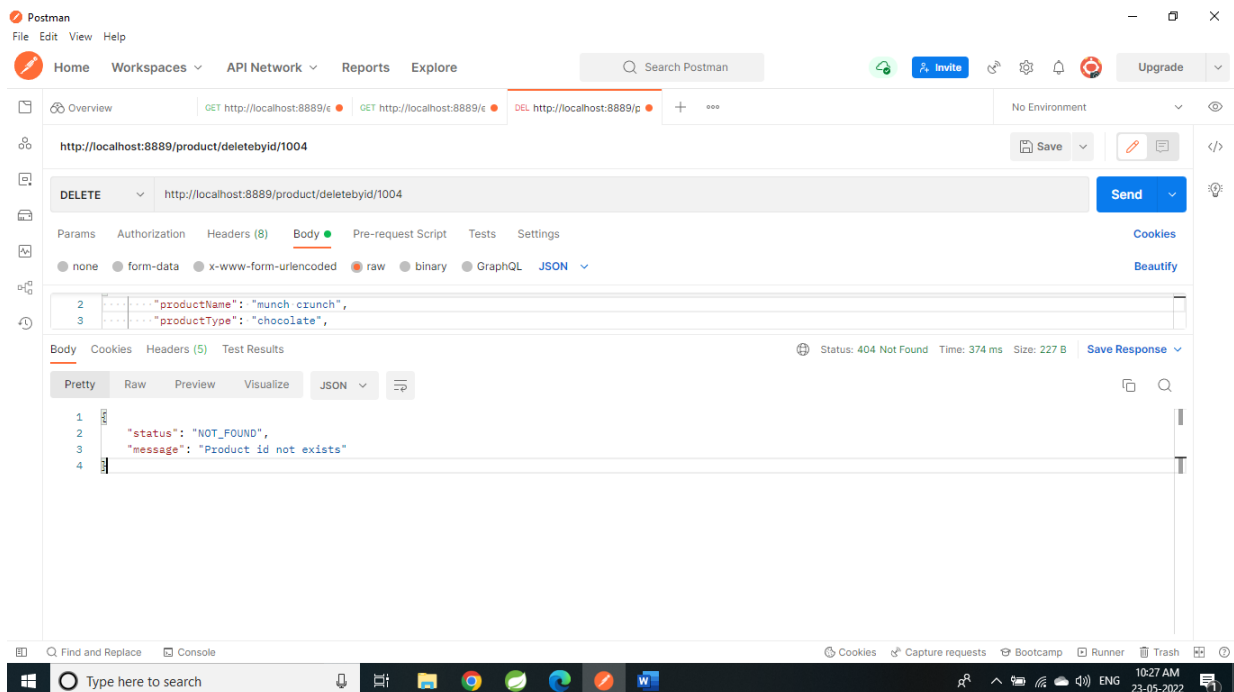 Postman
File Edit View Help
Home Workspaces API Network Reports Explore Search Postman Invite Upgrade
Overview GET http://localhost:8889/e GET http://localhost:8889/e DEL http://localhost:8889/p No Environment
http://localhost:8889/product/deletebyid/1004 Save
DELETE http://localhost:8889/product/deletebyid/1004 Send
Params Authorization Headers (8) Body Pre-request Script Tests Settings Cookies
none form-data x-www-form-urlencoded raw binary GraphQL JSON Beautify
2 "productName": "munch crunch",
3 "productType": "chocolate",
Body Cookies Headers (5) Test Results Status: 404 Not Found Time: 374 ms Size: 227 B Save Response
Pretty Raw Preview Visualize JSON
1 {
2 "status": "NOT_FOUND",
3 "message": "Product id not exists"
4 }
Find and Replace Console Cookies Capture requests Bootcamp Runner Trash
Type here to search ENG 10:27 AM
23-05-2022